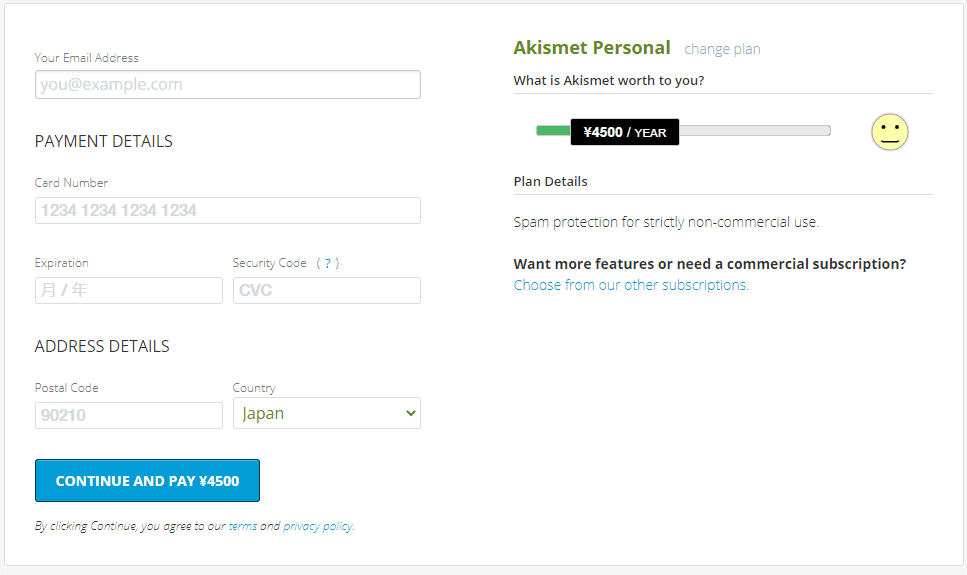 Your Email Address
you@example.com
PAYMENT DETAILS
Card Number
1234 1234 1234 1234
Expiration
Security Code ( ? )
月 / 年
CVC
ADDRESS DETAILS
Postal Code
Country
90210
Japan
CONTINUE AND PAY ¥4500
By clicking Continue, you agree to our terms and privacy policy.
Akismet Personal change plan
What is Akismet worth to you?
¥4500 / YEAR
Plan Details
Spam protection for strictly non-commercial use.
Want more features or need a commercial subscription?
Choose from our other subscriptions.